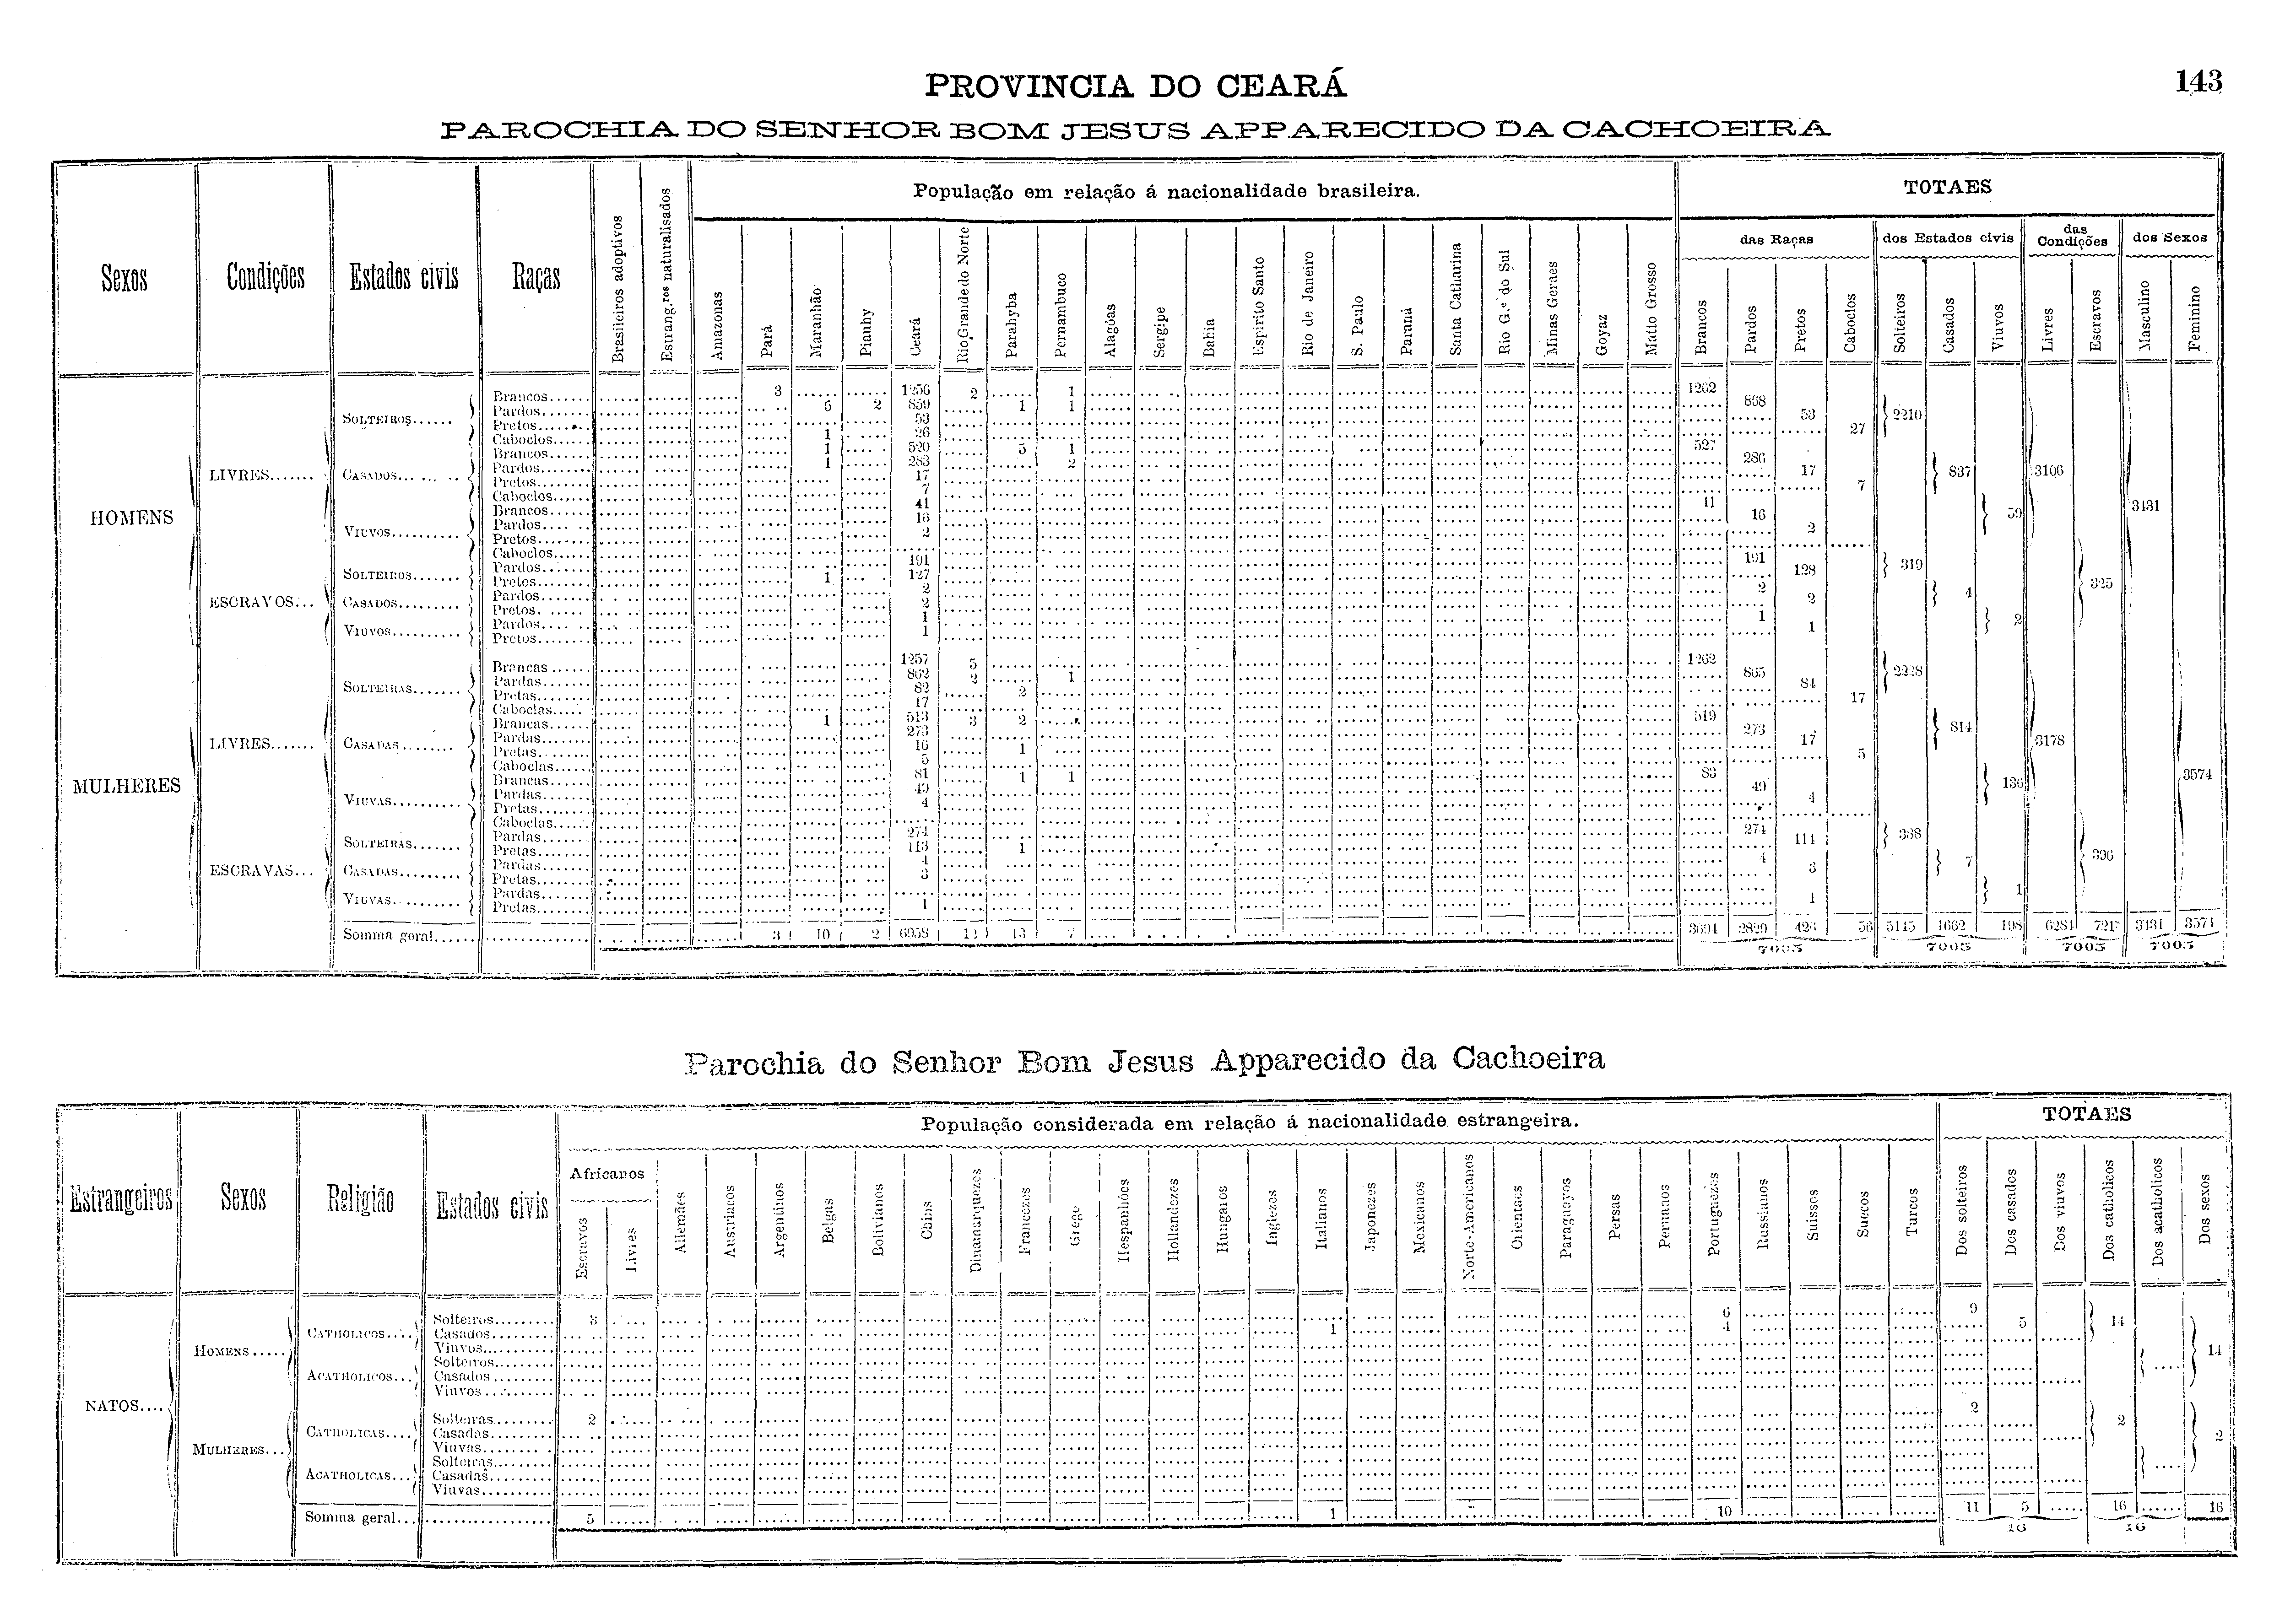 PROVINCIA DO CEARÁ 143
PAROCHIA DO SENHOR BOM JESUS APPARECIDO DA CACHOEIRA
Sexos Condições Estados civis Raças Brasileiros adoptivos Estrang.ros naturalisados População em relação á nacionalidade brasileira. TOTAES
das Raças dos Estados civis das Condições dos Sexos
Amazonas Pará Maranhão Piauhy Ceará Rio Grande do Norte Parahyba Pernambuco Alagôas Sergipe Bahia Espirito Santo Rio de Janeiro S. Paulo Paraná Santa Catharina Rio G.e do Sul Minas Geraes Goyaz Matto Grosso Brancos Pardos Pretos Caboclos Solteiros Casados Viuvos Livres Escravos Masculino Feminino
HOMENS LIVRES SOLTEIROS Brancos 3 1256 2 1 1262
Pardos 5 2 859 1 1 868
Pretos 53 53 2210
Caboclos 1 26 27
CASADOS Brancos 1 520 5 1 527
Pardos 1 283 2 286
Pretos 17 17 837 3106
Caboclos 7 7
VIUVOS Brancos 41 41
Pardos 16 16 59 3431
Pretos 2 2
Caboclos
ESCRAVOS SOLTEIROS Pardos 191 191 319
Pretos 1 127 128
CASADOS Pardos 2 2 4 325
Pretos 2 2
VIUVOS Pardos 1 1 2
Pretos 1 1
MULHERES LIVRES SOLTEIRAS Brancas 1257 5 1262
Pardas 862 2 1 865 2228
Pretas 82 2 84
Caboclas 17 17
CASADAS Brancas 1 513 3 2 519
Pardas 273 273 814
Pretas 16 1 17 3178
Caboclas 5 5
VIUVAS Brancas 81 1 1 83
Pardas 49 49 136 3574
Pretas 4 4
Caboclas
ESCRAVAS SOLTEIRAS Pardas 274 274 388
Pretas 113 1 114
CASADAS Pardas 4 4 7 396
Pretas 3 3
VIUVAS Pardas 1
Pretas 1 1
Somma geral 3 10 2 6958 12 13 7 3694 2829 426 56 5145 1662 198 6284 721 3431 3574
7005 7005 7005 7005
Parochia do Senhor Bom Jesus Apparecido da Cachoeira
Estrangeiros Sexos Religião Estados civis População considerada em relação á nacionalidade estrangeira. TOTAES
Africanos
Escravos Livres Allemães Austriacos Argentinos Belgas Bolivianos Chins Dinamarquezes Francezes Grego Hespanhóes Hollandezes Hungaros Inglezes Italianos Japonezes Mexicanos Norte-Americanos Orientaes Paraguayos Persas Peruanos Portuguezes Russianos Suissos Suecos Turcos Dos solteiros Dos casados Dos viuvos Dos catholicos Dos acatholicos Dos sexos
NATOS HOMENS CATHOLICOS Solteiros 3 6 9
Casados 1 4 5 14
Viuvos
ACATHOLICOS Solteiros 14
Casados
Viuvos
MULHERES CATHOLICAS Solteiras 2 2
Casadas 2
Viuvas 2
ACATHOLICAS Solteiras
Casadas
Viuvas
Somma geral 5 1 10 11 5 16 16
16 16